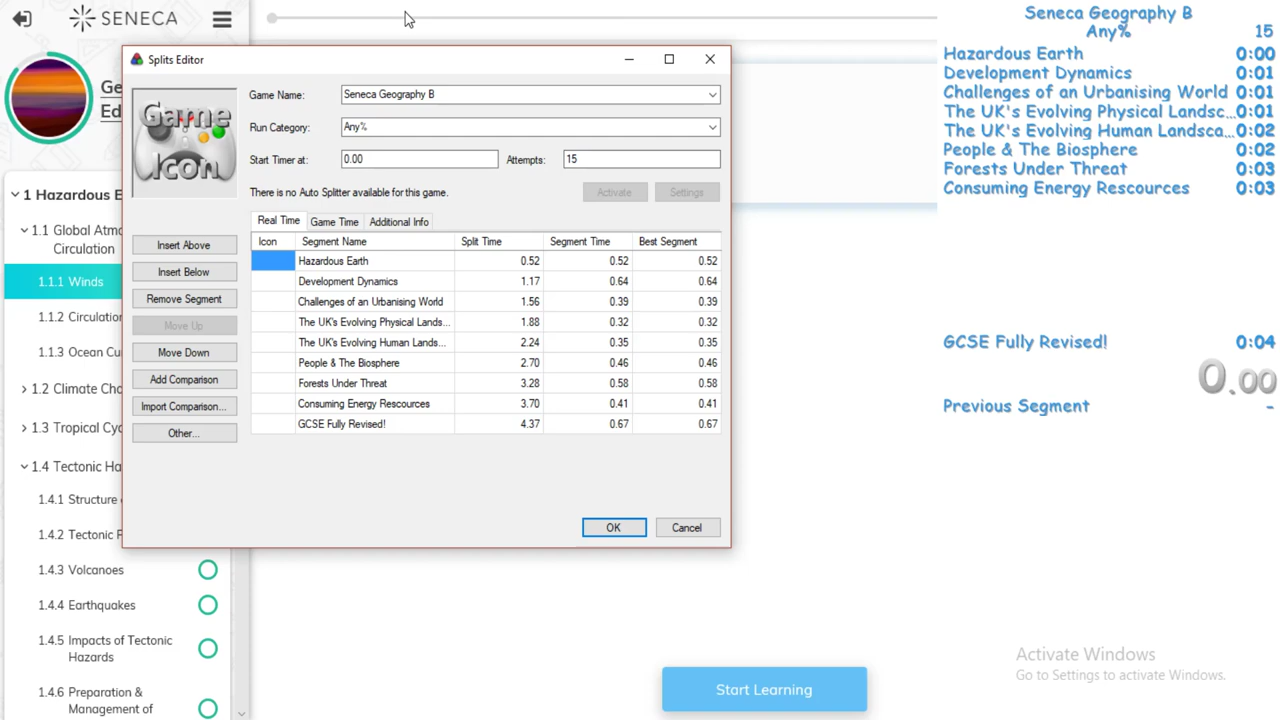 SENECA
Ge
Ed
1 Hazardous E
1.1 Global Atmo
Circulation
1.1.1 Winds
1.1.2 Circulation
1.1.3 Ocean Cu
1.2 Climate Cha
1.3 Tropical Cyc
1.4 Tectonic Ha
1.4.1 Structure o
1.4.2 Tectonic P
1.4.3 Volcanoes
1.4.4 Earthquakes
1.4.5 Impacts of Tectonic
Hazards
1.4.6 Preparation &
Management of
Splits Editor
Game
Icon
Game Name: Seneca Geography B
Run Category: Any%
Start Timer at: 0.00 Attempts: 15
There is no Auto Splitter available for this game. Activate Settings
Real Time Game Time Additional Info
Insert Above
Insert Below
Remove Segment
Move Up
Move Down
Add Comparison
Import Comparison...
Other...
Icon Segment Name Split Time Segment Time Best Segment
Hazardous Earth 0.52 0.52 0.52
Development Dynamics 1.17 0.64 0.64
Challenges of an Urbanising World 1.56 0.39 0.39
The UK's Evolving Physical Lands... 1.88 0.32 0.32
The UK's Evolving Human Lands... 2.24 0.35 0.35
People & The Biosphere 2.70 0.46 0.46
Forests Under Threat 3.28 0.58 0.58
Consuming Energy Rescources 3.70 0.41 0.41
GCSE Fully Revised! 4.37 0.67 0.67
OK Cancel
Start Learning
Seneca Geography B
Any% 15
Hazardous Earth 0:00
Development Dynamics 0:01
Challenges of an Urbanising World 0:01
The UK's Evolving Physical Landsc...0:01
The UK's Evolving Human Landsca...0:02
People & The Biosphere 0:02
Forests Under Threat 0:03
Consuming Energy Rescources 0:03
GCSE Fully Revised! 0:04
0.00
Previous Segment -
Activate Windows
Go to Settings to activate Windows.